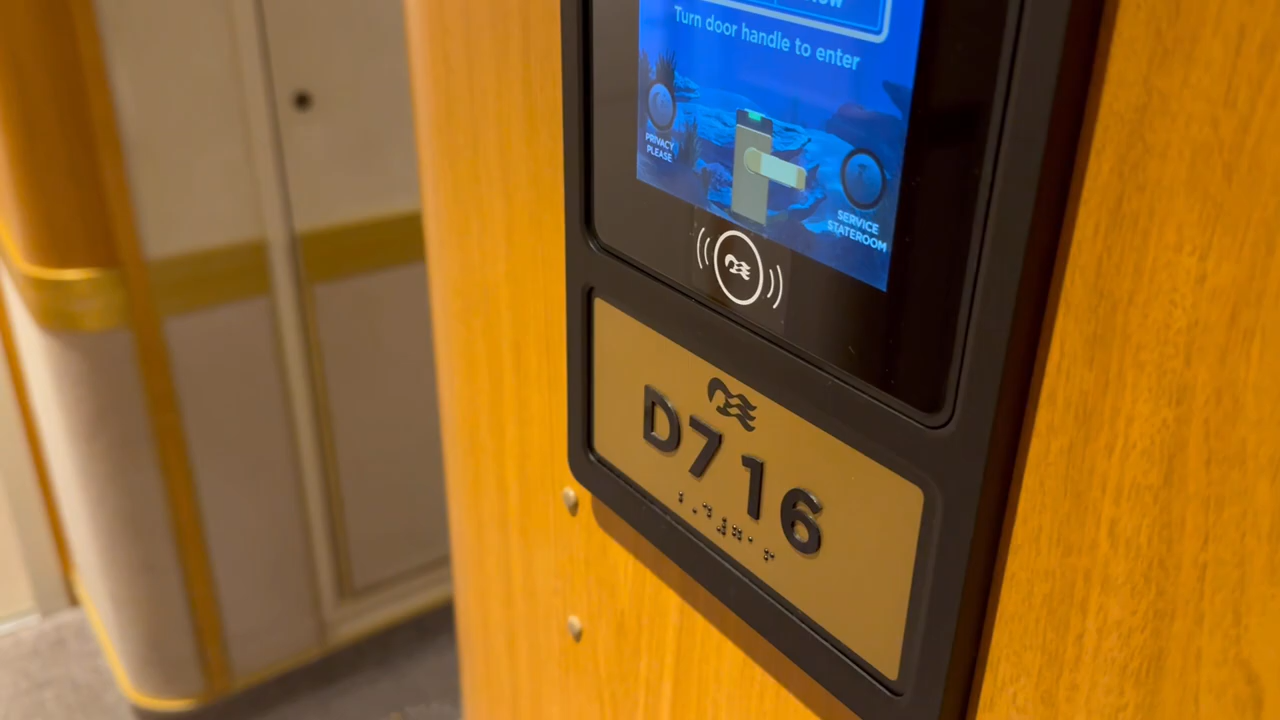 Turn door handle to enter
PRIVACY
PLEASE
SERVICE
STATEROOM
D716